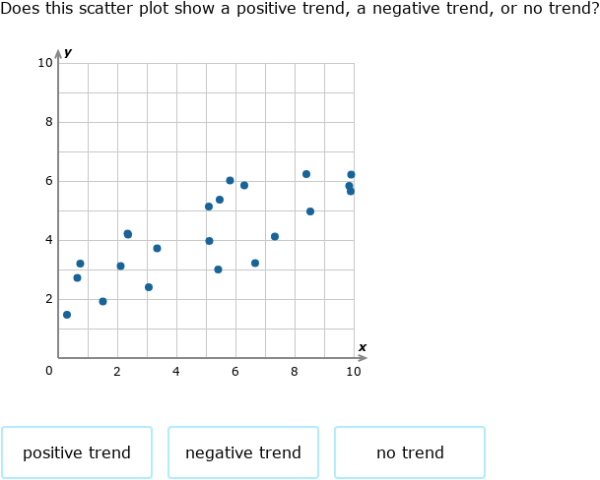 Does this scatter plot show a positive trend, a negative trend, or no trend?
y
10
8
6
4
2
0
2
4
6
8
10
x
positive trend
negative trend
no trend